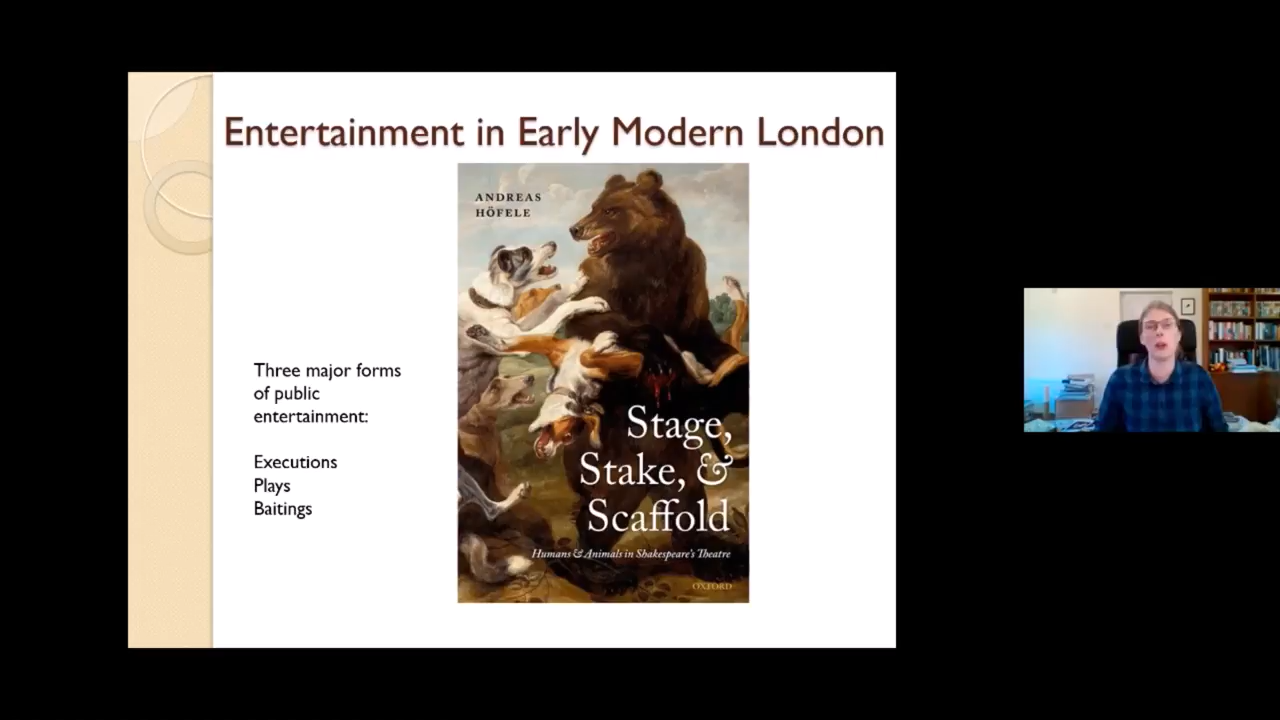 Entertainment in Early Modern London
ANDREAS
HÖFELE
Three major forms
of public
entertainment:
Executions
Plays
Baitings
Stage,
Stake, &
Scaffold
Humans & Animals in Shakespeare's Theatre
OXFORD